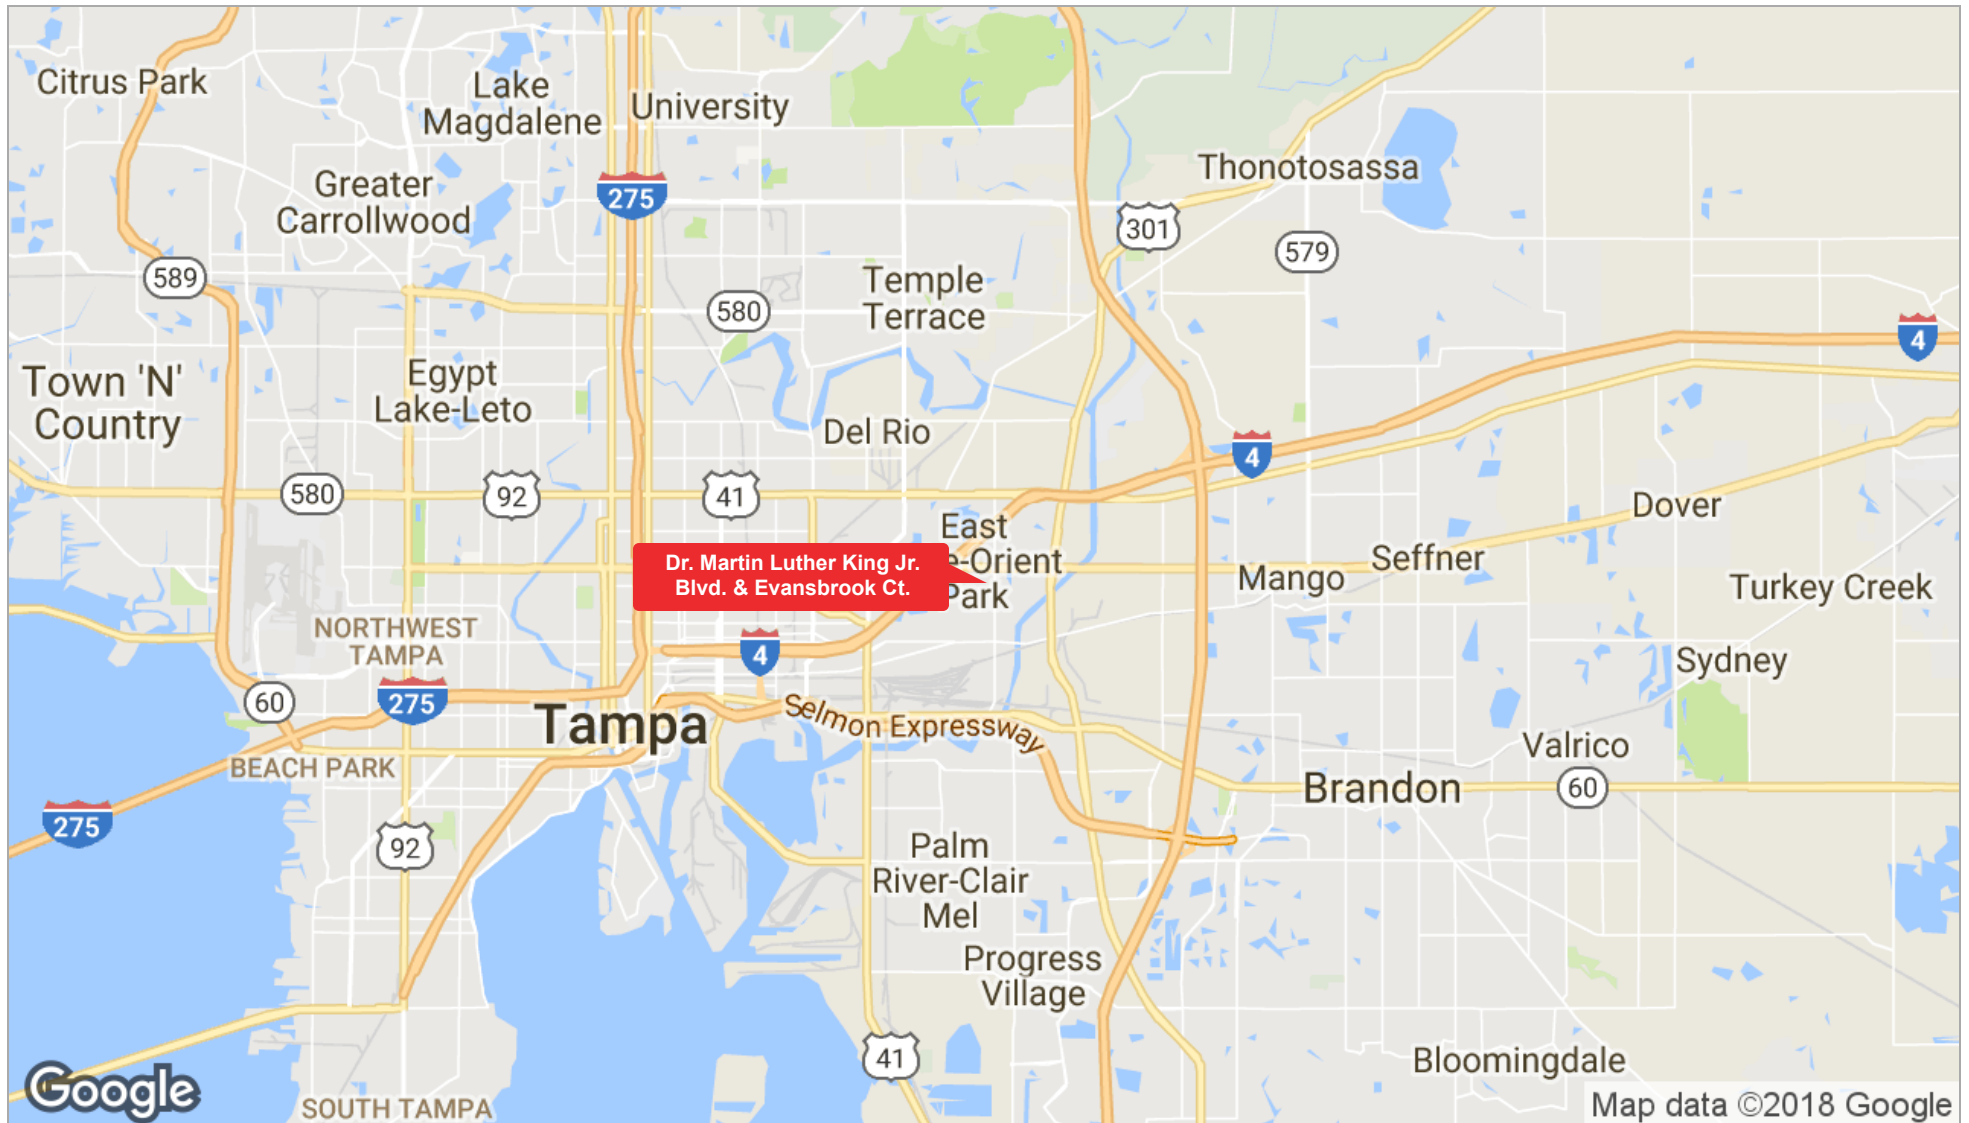 Citrus Park
Lake
Magdalene
University
Greater
Carrollwood
275
Thonotosassa
301
579
589
580
Temple
Terrace
4
Town 'N'
Country
Egypt
Lake-Leto
Del Rio
4
580
92
41
Dover
East
e-Orient
Park
Dr. Martin Luther King Jr.
Blvd. & Evansbrook Ct.
Mango
Seffner
Turkey Creek
NORTHWEST
TAMPA
4
Sydney
60
275
Tampa
Selmon Expressway
Valrico
BEACH PARK
Brandon
60
275
92
Palm
River-Clair
Mel
Progress
Village
41
Bloomingdale
Google
SOUTH TAMPA
Map data ©2018 Google